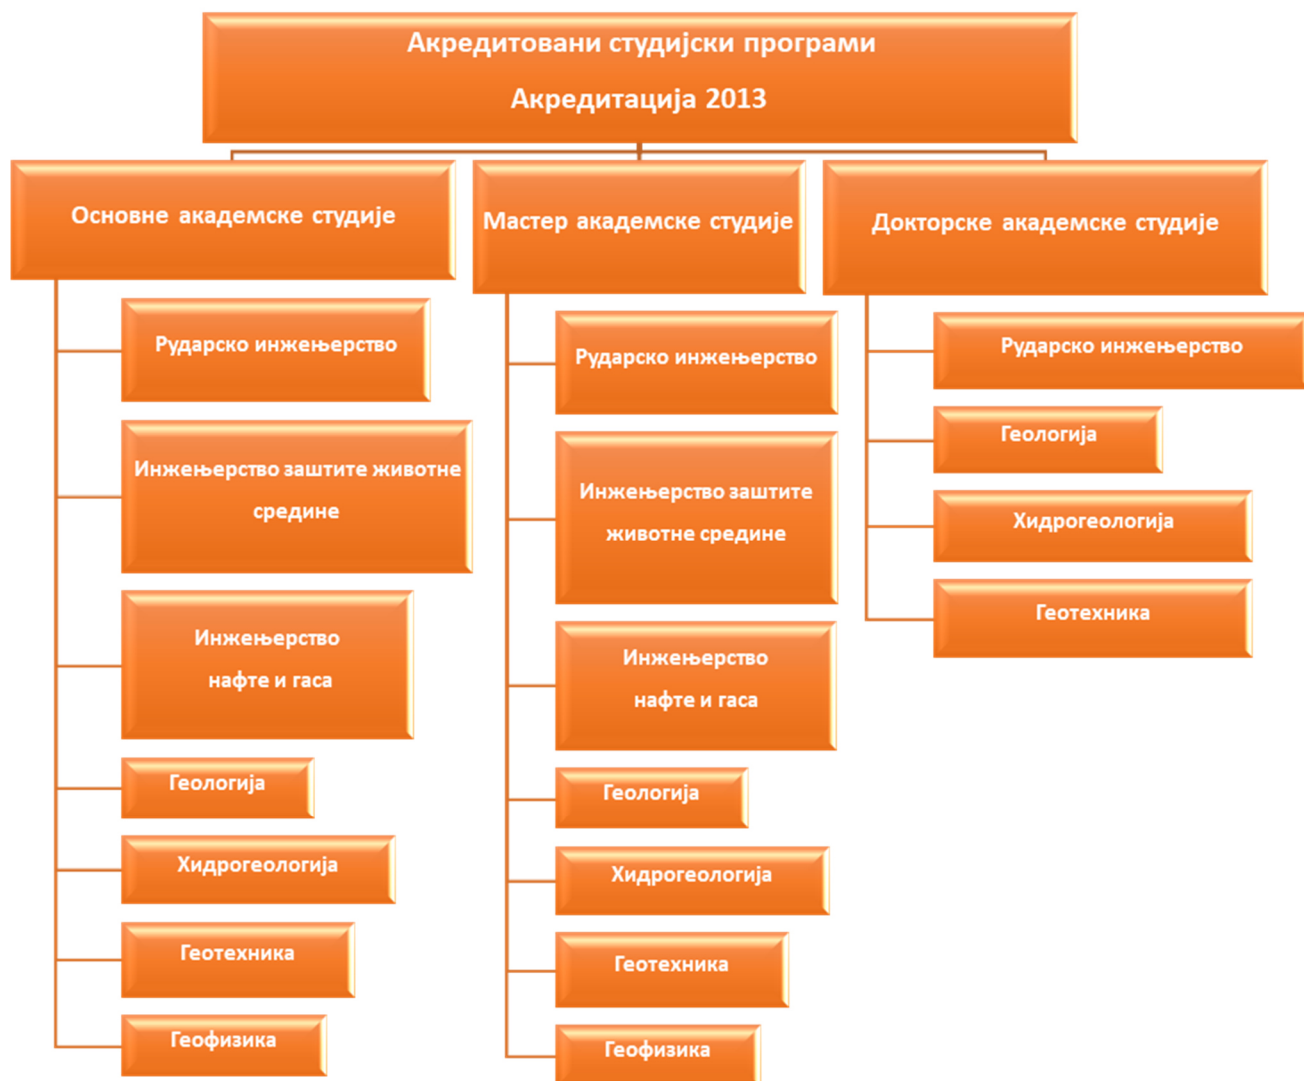 Акредитовани студијски програми
Акредитација 2013
Основне академске студије
Рударско инжењерство
Инжењерство заштите животне
средине
Инжењерство
нафте и гаса
Геологија
Хидрогеологија
Геотехника
Геофизика
Мастер академске студије
Рударско инжењерство
Инжењерство заштите
животне средине
Инжењерство
нафте и гаса
Геологија
Хидрогеологија
Геотехника
Геофизика
Докторске академске студије
Рударско инжењерство
Геологија
Хидрогеологија
Геотехника